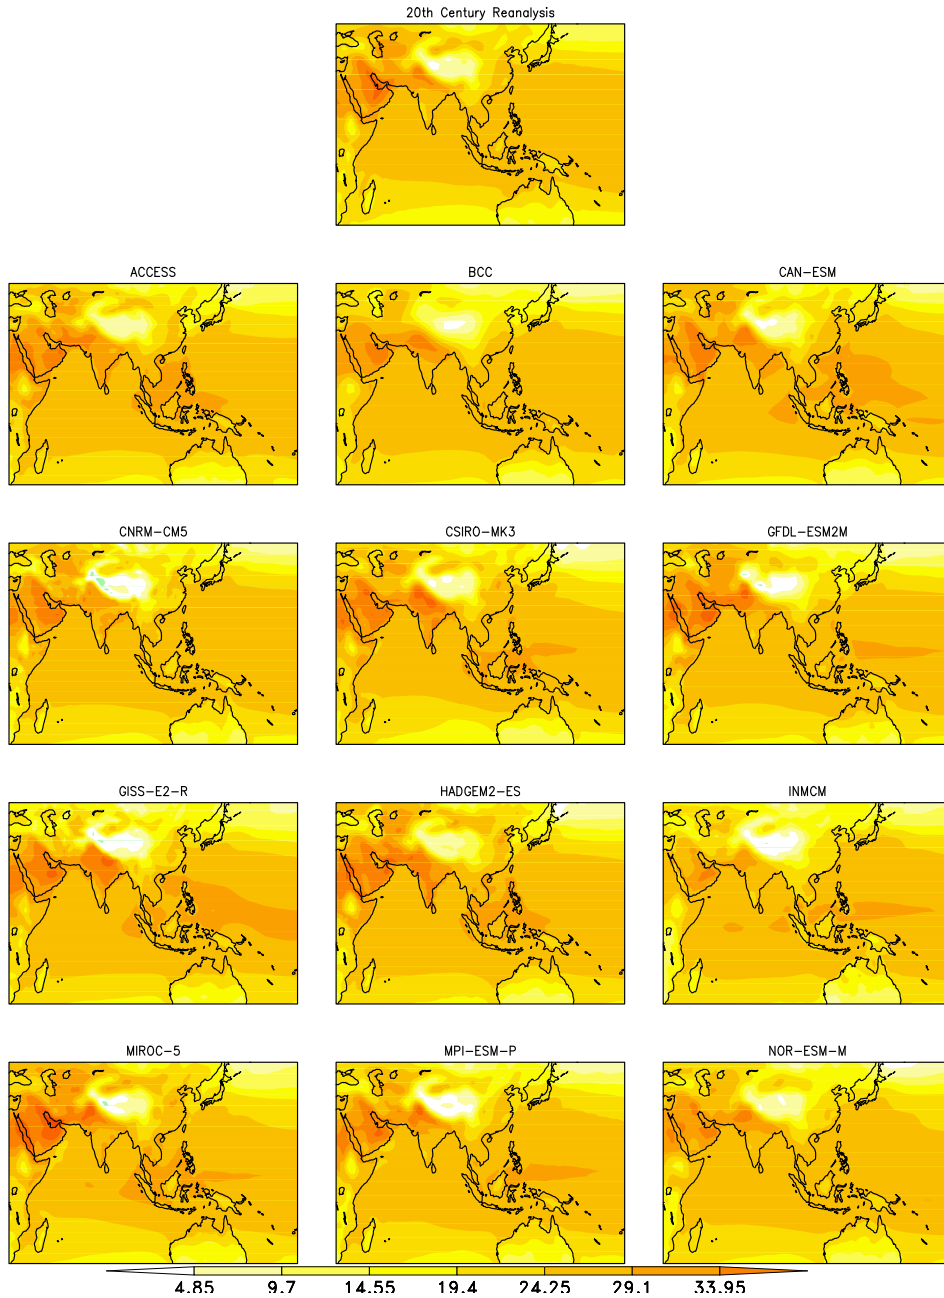 20th Century Reanalysis
ACCESS BCC CAN-ESM
CNRM-CM5 CSIRO-MK3 GFDL-ESM2M
GISS-E2-R HADGEM2-ES INMCM
MIROC-5 MPI-ESM-P NOR-ESM-M
4.85 9.7 14.55 19.4 24.25 29.1 33.95